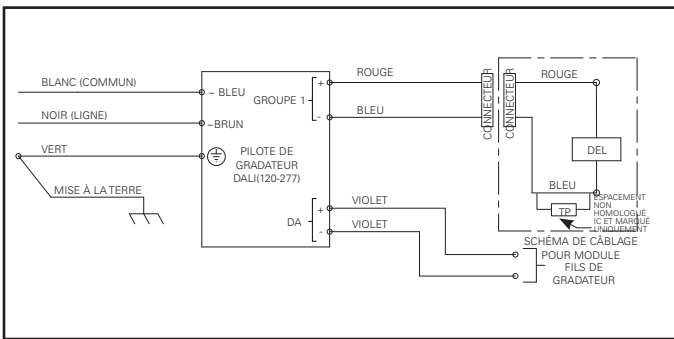 BLANC (COMMUN)
NOIR (LIGNE)
VERT
MISE À LA TERRE
~ BLEU
~BRUN
PILOTE DE
GRADATEUR
DALI(120-277)
GROUPE 1
+
-
DA
+
-
ROUGE
BLEU
VIOLET
VIOLET
CONNECTEUR
CONNECTEUR
ROUGE
DEL
BLEU
TP
ESPACEMENT
NON
HOMOLOGUÉ
IC ET MARQUÉ
UNIQUEMENT
SCHÉMA DE CÂBLAGE
POUR MODULE
FILS DE
GRADATEUR